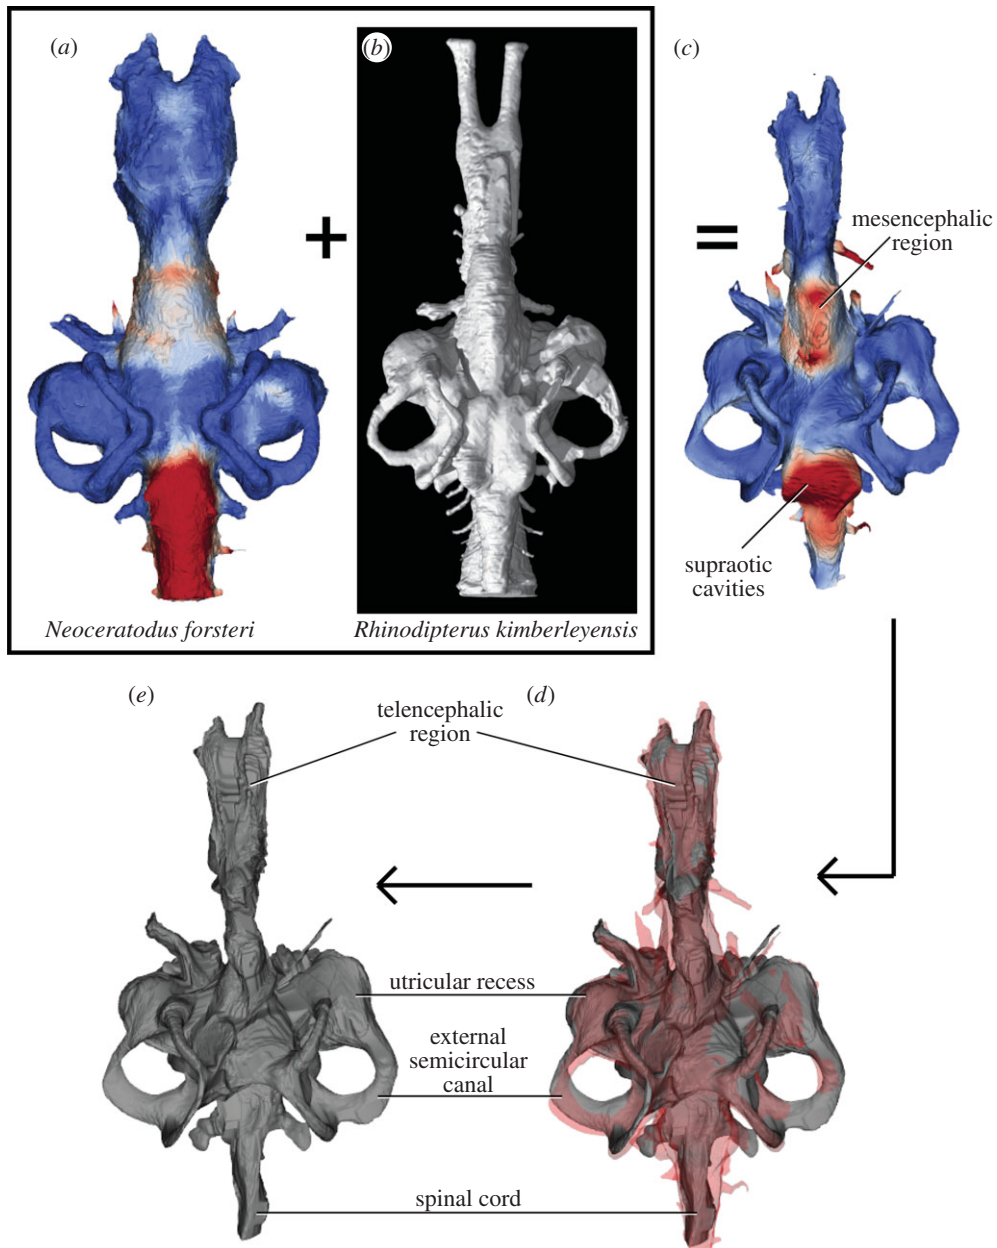 (a)
(b)
(c)
+
=
mesencephalic
region
supraotic
cavities
Neoceratodus forsteri
Rhinodipterus kimberleyensis
(e)
(d)
telencephalic
region
utricular recess
external
semicircular
canal
spinal cord